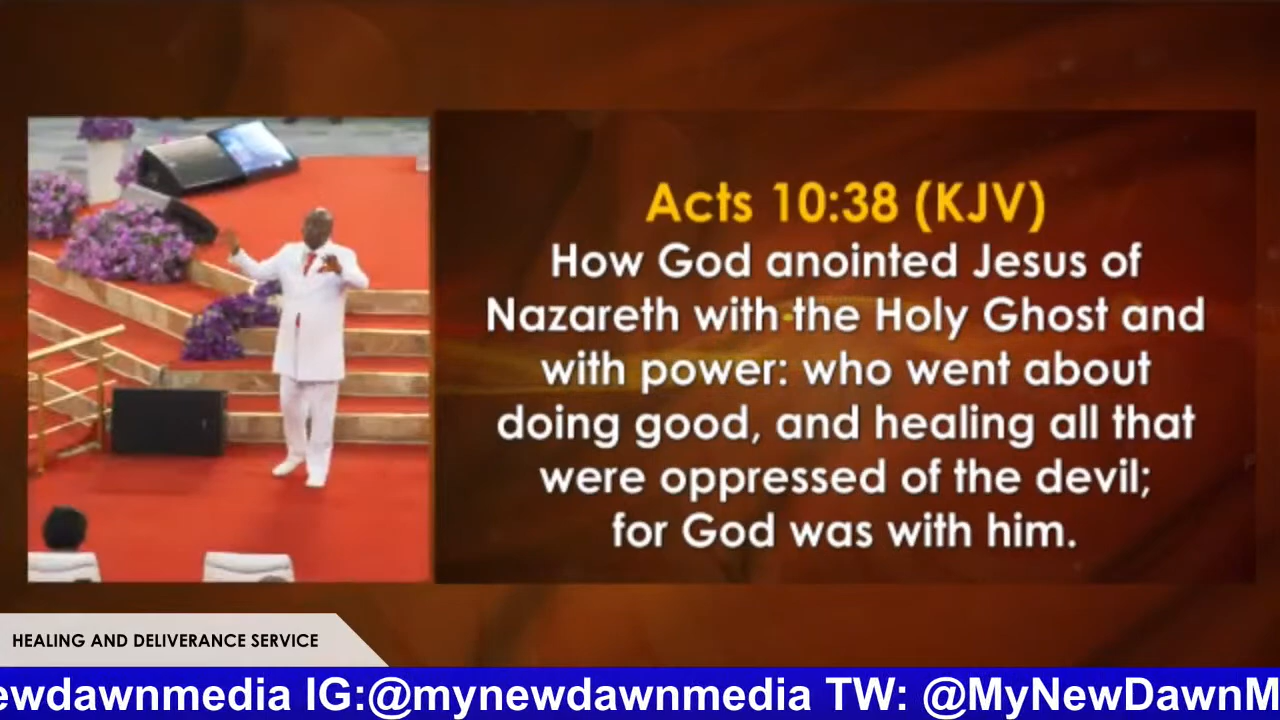 Acts 10:38 (KJV)
How God anointed Jesus of
Nazareth with the Holy Ghost and
with power: who went about
doing good, and healing all that
were oppressed of the devil;
for God was with him.
HEALING AND DELIVERANCE SERVICE
ewdawnmedia IG:@mynewdawnmedia TW: @MyNewDawnM